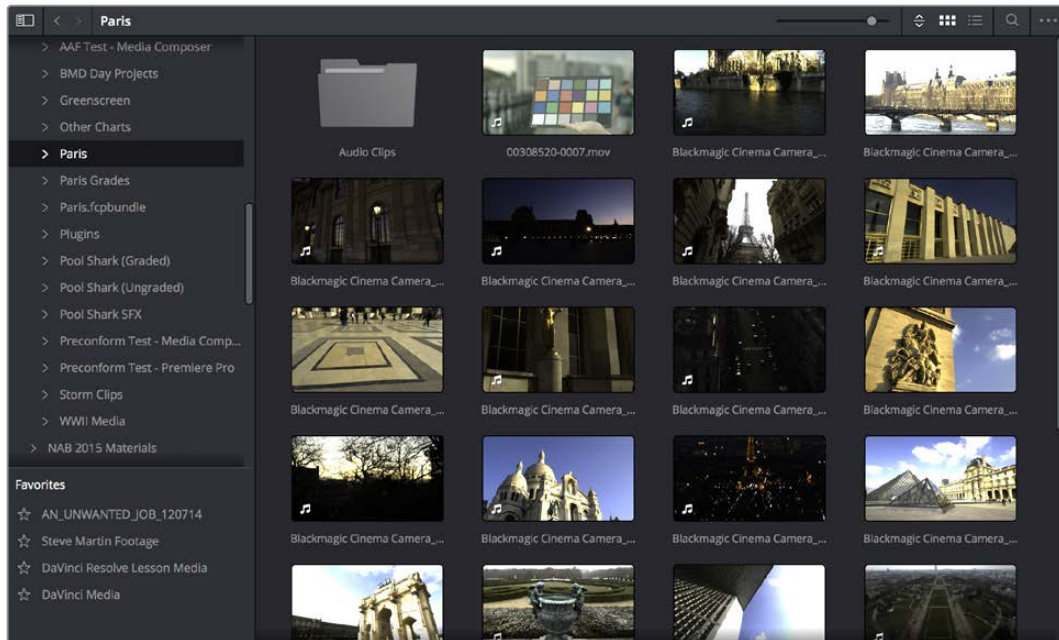 Paris
AAF Test - Media Composer
BMD Day Projects
Greenscreen
Other Charts
Paris
Paris Grades
Paris.fcpbundle
Plugins
Pool Shark (Graded)
Pool Shark (Ungraded)
Pool Shark SFX
Preconform Test - Media Comp...
Preconform Test - Premiere Pro
Storm Clips
WWII Media
NAB 2015 Materials
Favorites
AN_UNWANTED_JOB_120714
Steve Martin Footage
DaVinci Resolve Lesson Media
DaVinci Media
Audio Clips
00308520-0007.mov
Blackmagic Cinema Camera_...
Blackmagic Cinema Camera_...
Blackmagic Cinema Camera_...
Blackmagic Cinema Camera_...
Blackmagic Cinema Camera_...
Blackmagic Cinema Camera_...
Blackmagic Cinema Camera_...
Blackmagic Cinema Camera_...
Blackmagic Cinema Camera_...
Blackmagic Cinema Camera_...
Blackmagic Cinema Camera_...
Blackmagic Cinema Camera_...
Blackmagic Cinema Camera_...
Blackmagic Cinema Camera_...